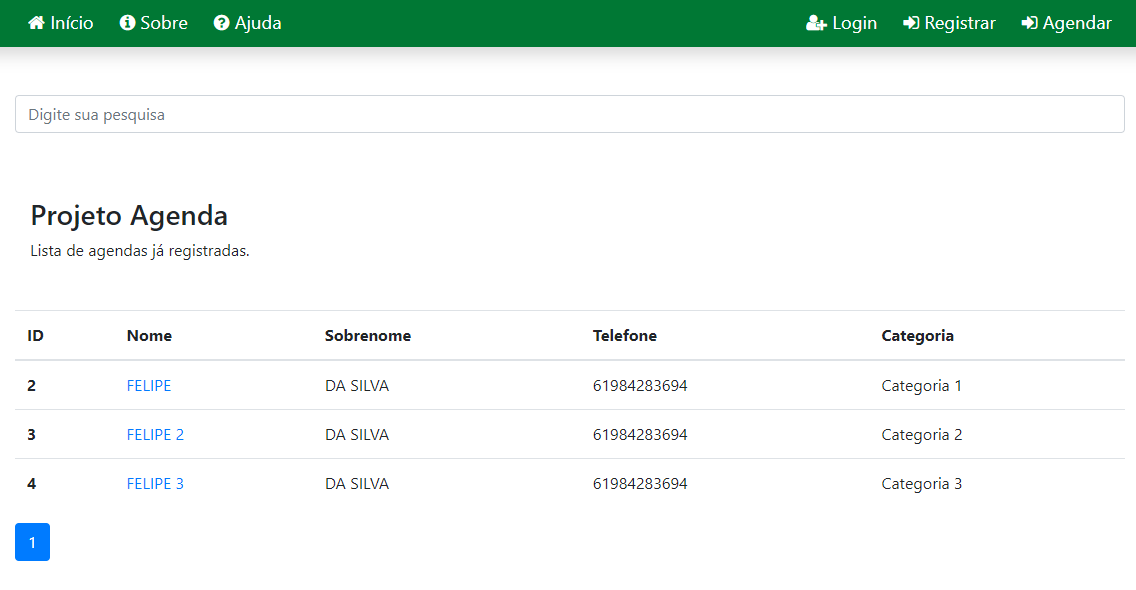 Início Sobre Ajuda Login Registrar Agendar
Digite sua pesquisa
Projeto Agenda
Lista de agendas já registradas.
ID Nome Sobrenome Telefone Categoria
2 FELIPE DA SILVA 61984283694 Categoria 1
3 FELIPE 2 DA SILVA 61984283694 Categoria 2
4 FELIPE 3 DA SILVA 61984283694 Categoria 3
1